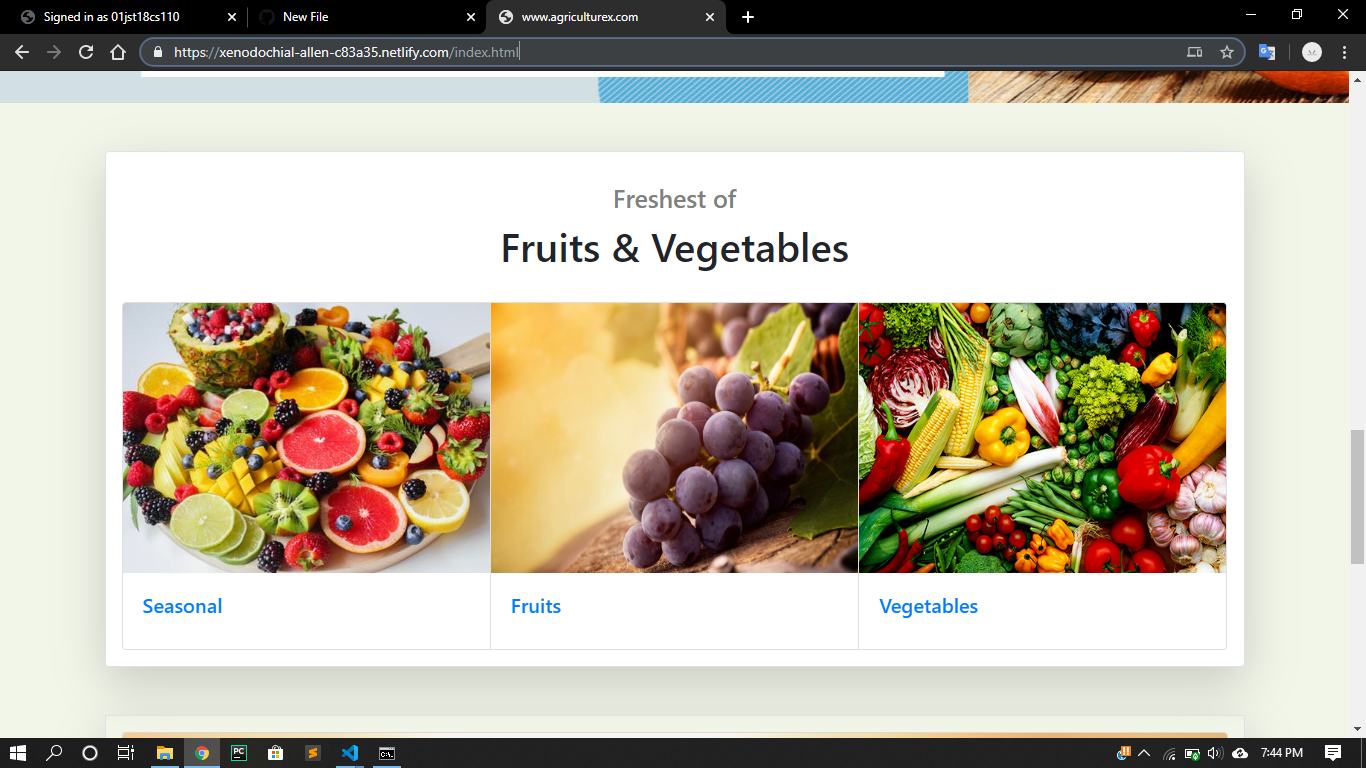 Signed in as 01jst18cs110
New File
www.agriculturex.com
https://xenodochial-allen-c83a35.netlify.com/index.html
Freshest of
Fruits & Vegetables
Seasonal
Fruits
Vegetables
PC
C:\.
7:44 PM